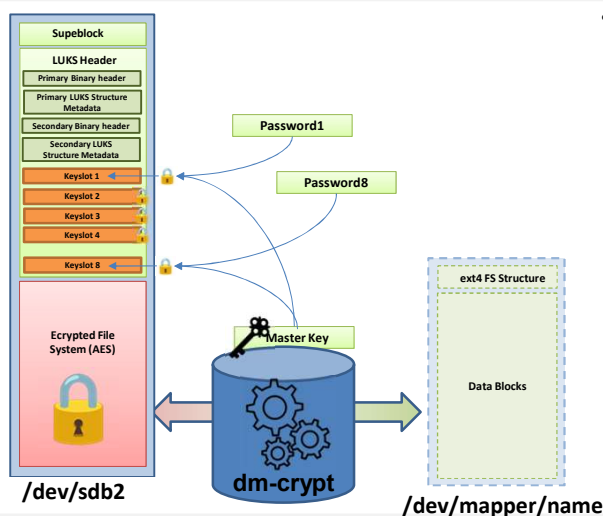 Supeblock
LUKS Header
Primary Binary header
Primary LUKS Structure
Metadata
Secondary Binary header
Secondary LUKS
Structure Metadata
Keyslot 1
Keyslot 2
Keyslot 3
Keyslot 4
Keyslot 8
Ecrypted File
System (AES)
/dev/sdb2
Password1
Password8
Master Key
dm-crypt
ext4 FS Structure
Data Blocks
/dev/mapper/name